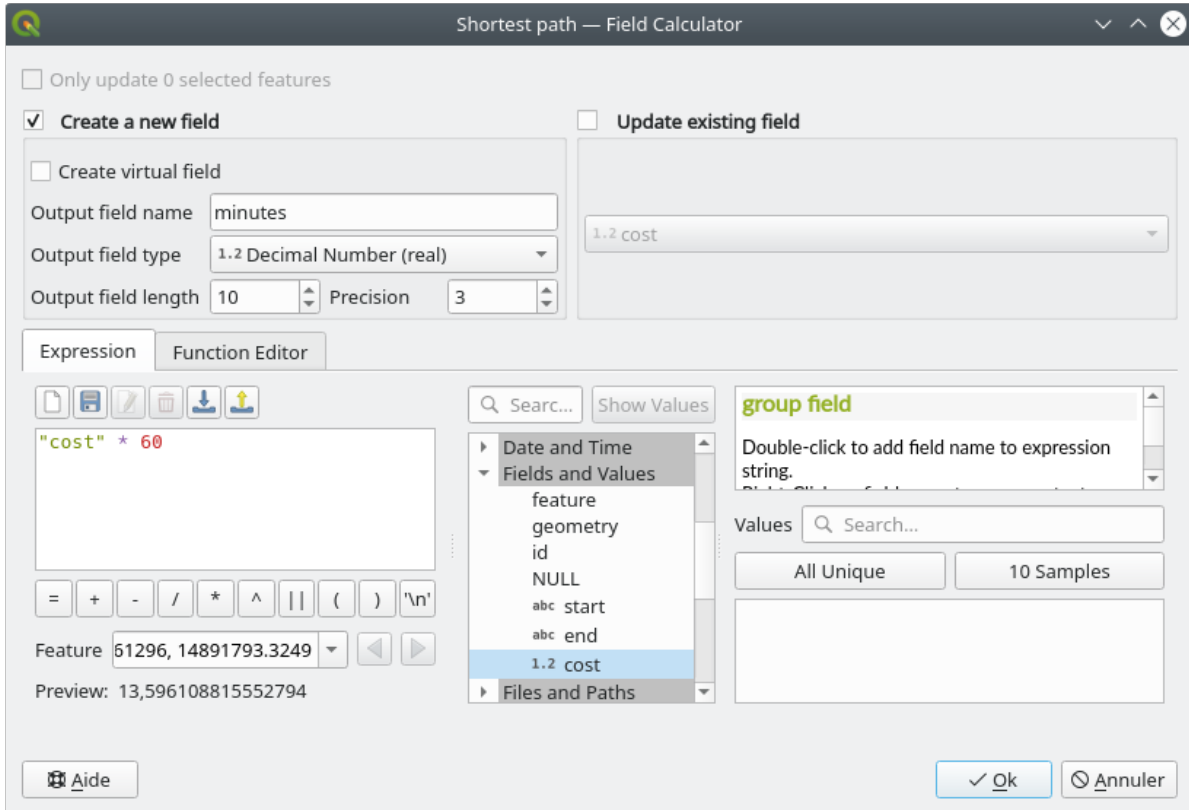 Shortest path — Field Calculator
Only update 0 selected features
Create a new field
Update existing field
Create virtual field
Output field name minutes
1.2 cost
Output field type 1.2 Decimal Number (real)
Output field length 10 Precision 3
Expression Function Editor
Searc... Show Values
group field
"cost" * 60
Date and Time
Double-click to add field name to expression
string.
Fields and Values
feature
geometry
id
NULL
abc start
abc end
1.2 cost
Files and Paths
Values Search...
All Unique 10 Samples
= + - / * ^ || ( ) '\n'
Feature 61296, 14891793.3249
Preview: 13,596108815552794
Aide
Ok Annuler